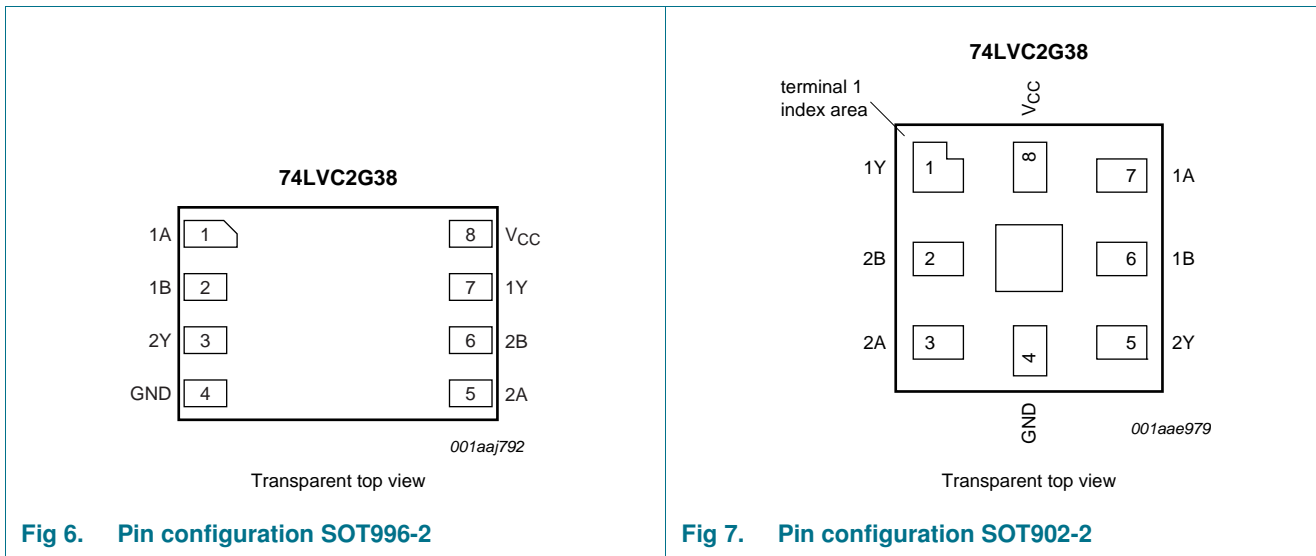 74LVC2G38
1A 1 8 VCC
1B 2 7 1Y
2Y 3 6 2B
GND 4 5 2A
001aaj792
Transparent top view
Fig 6. Pin configuration SOT996-2
74LVC2G38
terminal 1
index area
VCC
1Y 1 8 7 1A
2B 2 6 1B
2A 3 4 5 2Y
GND
001aae979
Transparent top view
Fig 7. Pin configuration SOT902-2